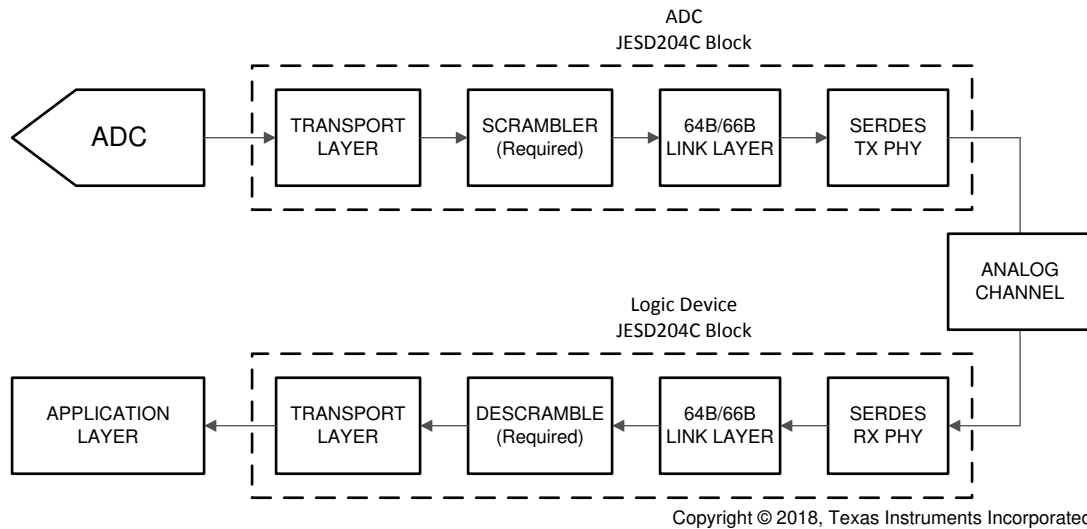 ADC
JESD204C Block
ADC
TRANSPORT
LAYER
SCRAMBLER
(Required)
64B/66B
LINK LAYER
SERDES
TX PHY
ANALOG
CHANNEL
Logic Device
JESD204C Block
APPLICATION
LAYER
TRANSPORT
LAYER
DESCRAMBLE
(Required)
64B/66B
LINK LAYER
SERDES
RX PHY
Copyright © 2018, Texas Instruments Incorporated